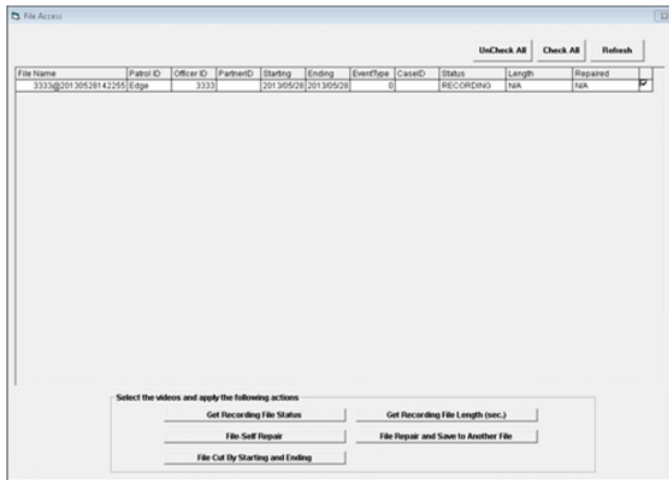 File Access
UnCheck All Check All Refresh
File Name Patrol ID Officer ID PartnerID Starting Ending EventType CaseID Status Length Repaired
3333@20130528142255 Edge 3333 2013/05/28 2013/05/28 0 RECORDING N/A N/A
Select the videos and apply the following actions
Get Recording File Status Get Recording File Length (sec.)
File Self Repair File Repair and Save to Another File
File Cut By Starting and Ending